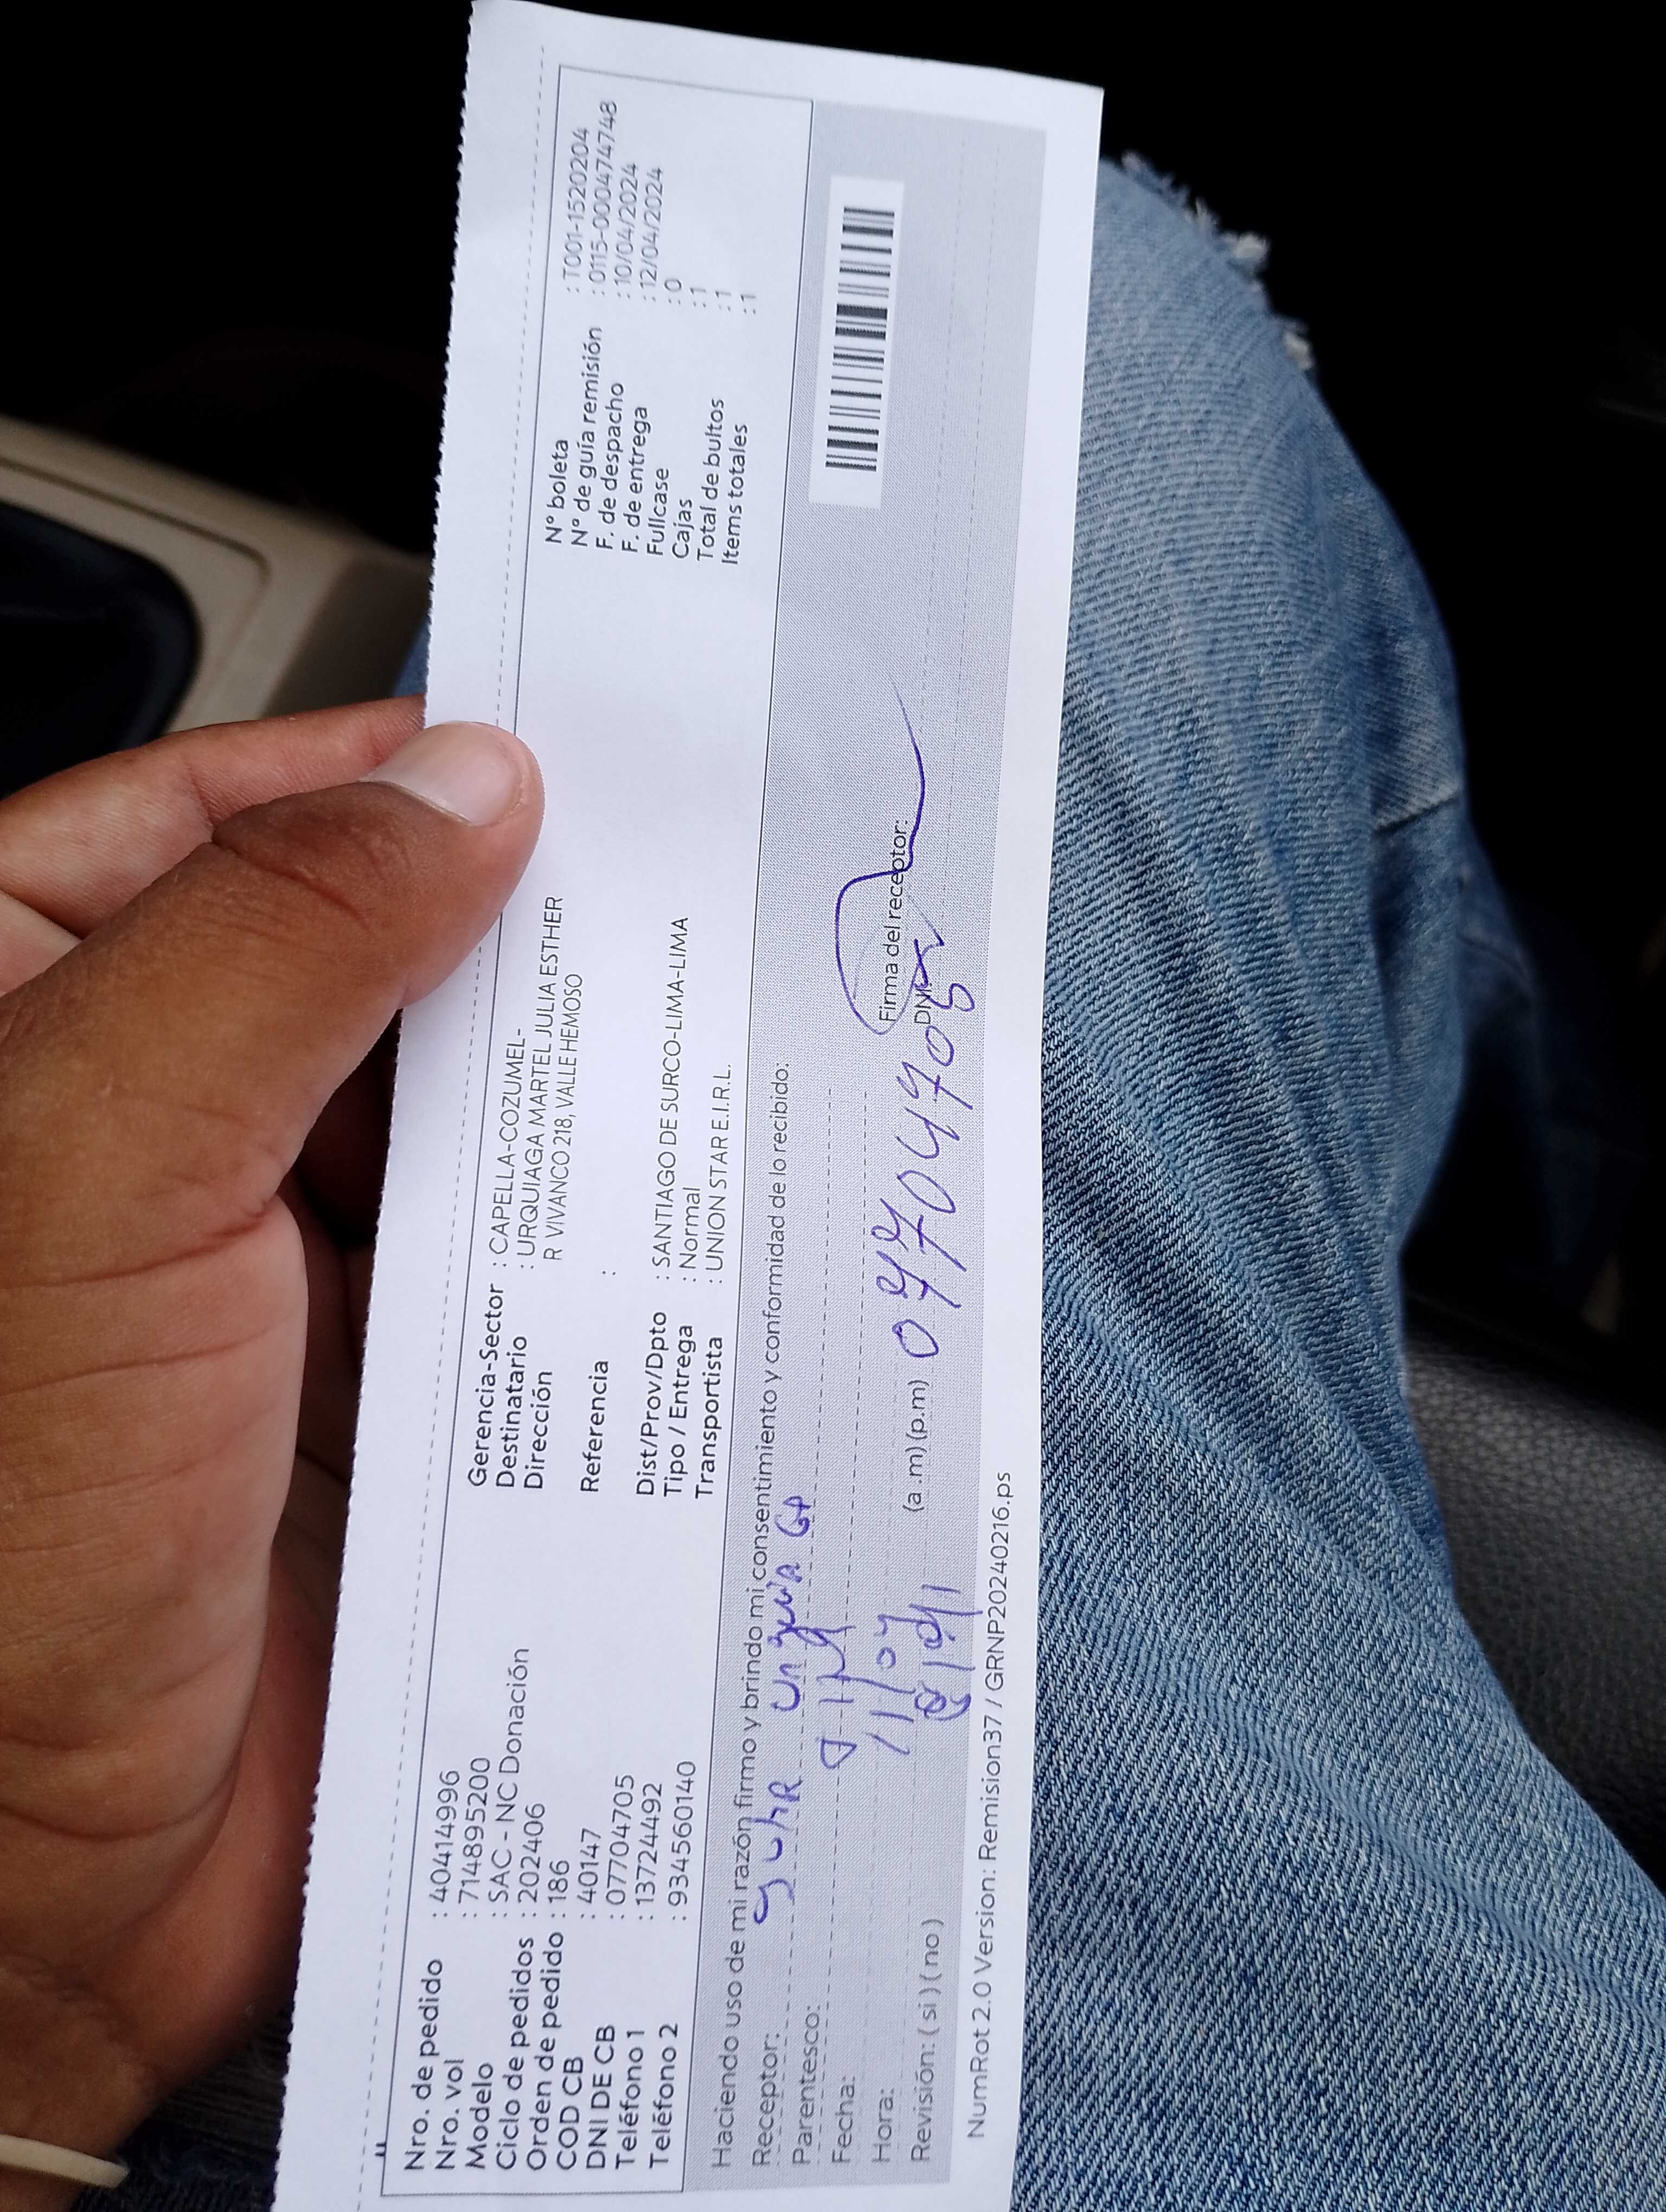 Nro. de pedido : 40414996
Nro. vol : 7148895200
Modelo : SAC - NC Donación
Ciclo de pedidos : 202406
Orden de pedido : 186
COD CB : 40147
DNI DE CB : 07704705
Teléfono 1 : 137244492
Teléfono 2 : 934560140
Gerencia-Sector : CAPELLA-COZUMEL-
Destinatario : URQUIAGA MARTEL JULIA ESTHER
Dirección R VIVANCO 218, VALLE HEMOSO
Referencia :
Dist/Prov/Dpto : SANTIAGO DE SURCO-LIMA-LIMA
Tipo / Entrega : Normal
Transportista : UNION STAR E.I.R.L.
N° boleta : T001-1520204
N° de guía remisión : 0115-000474748
F. de despacho : 10/04/2024
F. de entrega : 12/04/2024
Fullcase : 0
Cajas : 1
Total de bultos : 1
Items totales : 1
Haciendo uso de mi razón firmo y brindo mi consentimiento y conformidad de lo recibido:
Receptor:
Parentesco:
Fecha: 11/04
Hora: (a .m) (p.m)
Revisión: ( si ) ( no )
Firma del receptor:
DNI: 07704705
NumRot 2.0 Version: Remision37 / GRNP20240216.ps